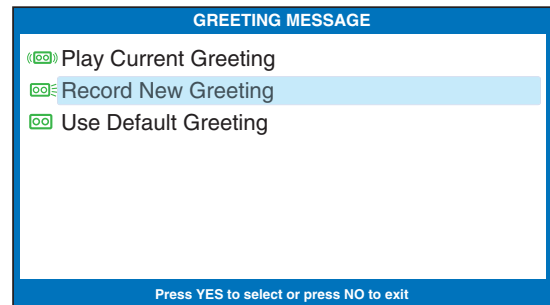 GREETING MESSAGE
Play Current Greeting
Record New Greeting
Use Default Greeting
Press YES to select or press NO to exit